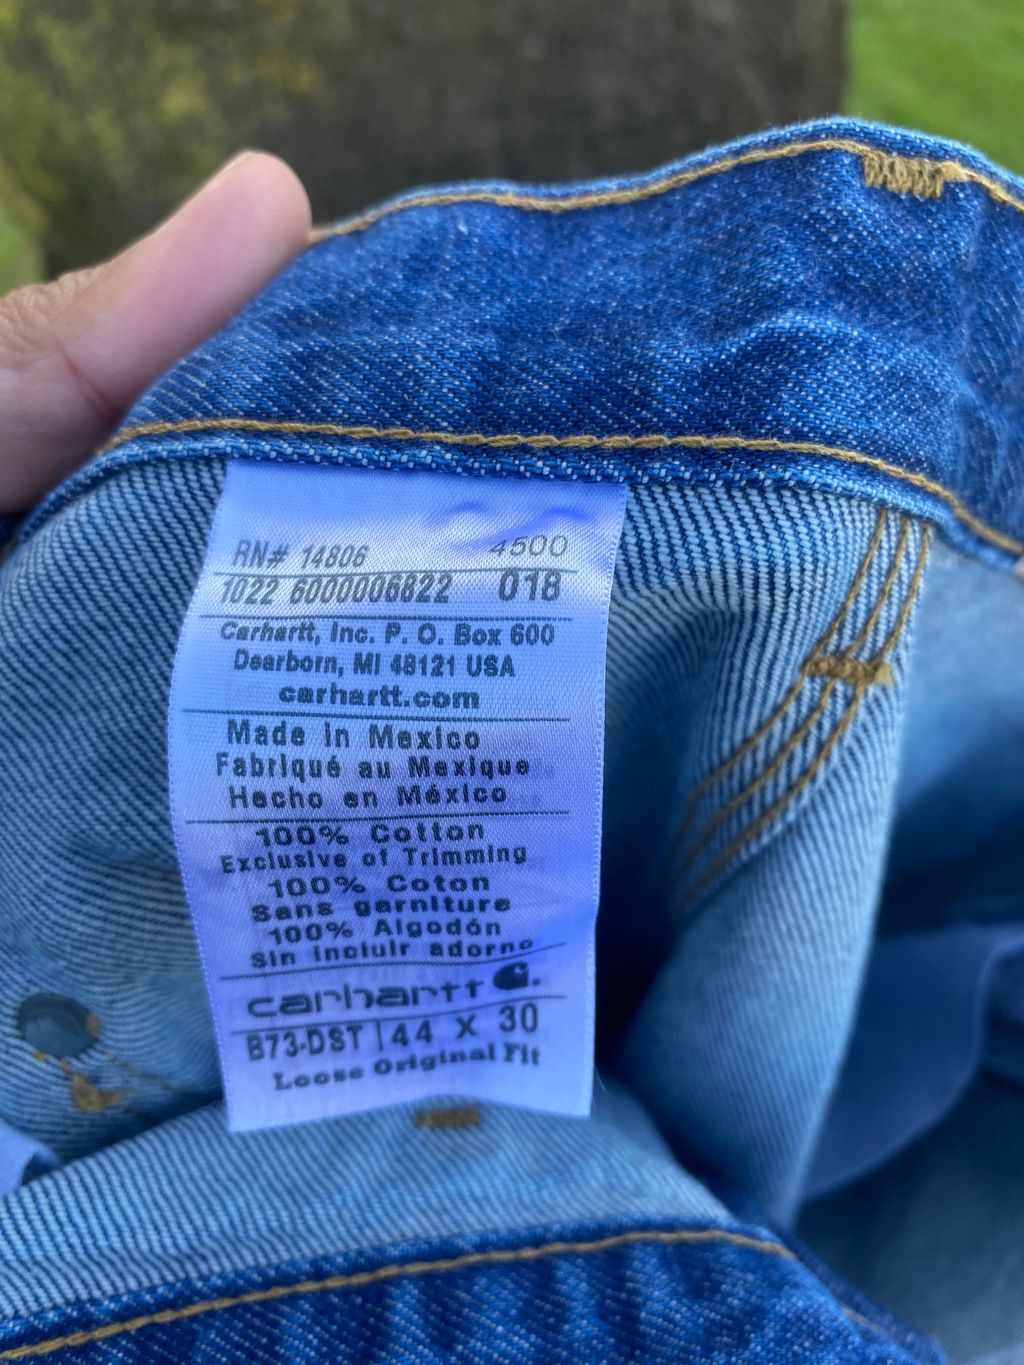 RN# 14806 4500
1022 6000006822 018
Carhartt, Inc. P. O. Box 600
Dearborn, MI 48121 USA
carhartt.com
Made in Mexico
Fabriqué au Mexique
Hecho en México
100% Cotton
Exclusive of Trimming
100% Coton
Sans garniture
100% Algodón
Sin incluir adorno
carhartt
B73-DST | 44 X 30
Loose Original Fit